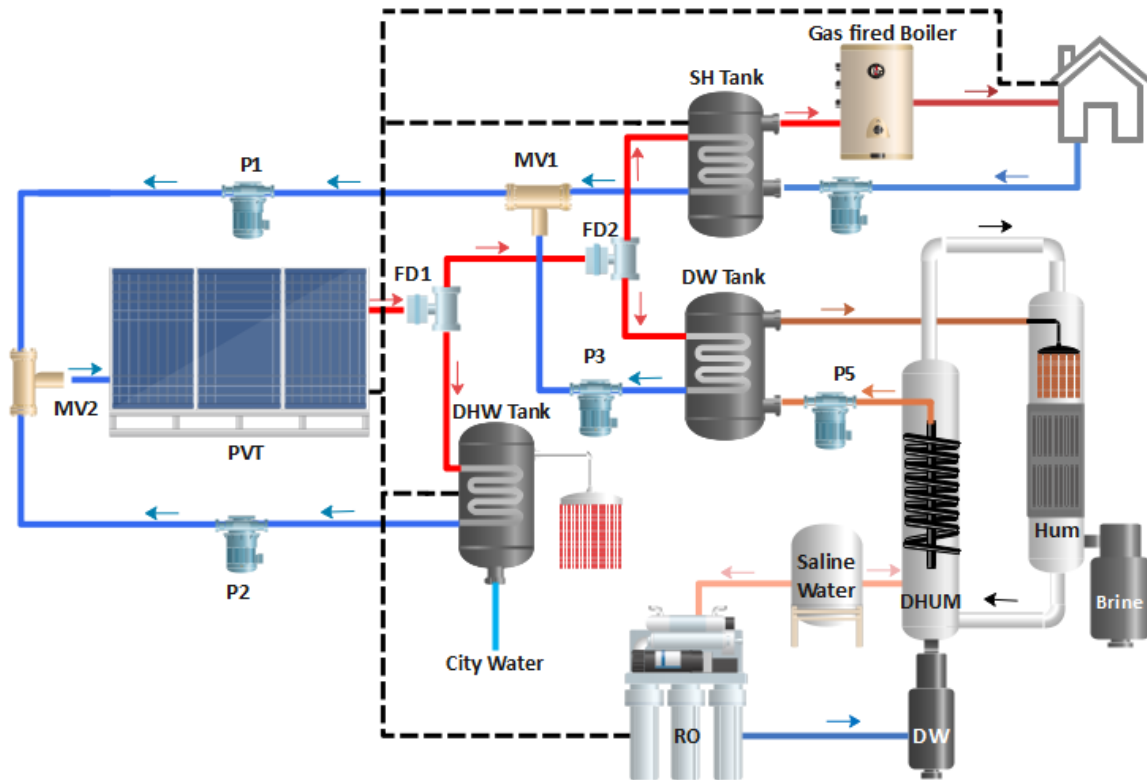 Gas fired Boiler
SH Tank
P1
MV1
FD2
FD1
DW Tank
P3
P5
MV2
DHW Tank
PVT
Hum
Saline
Water
P2
DHUM
Brine
City Water
RO
DW